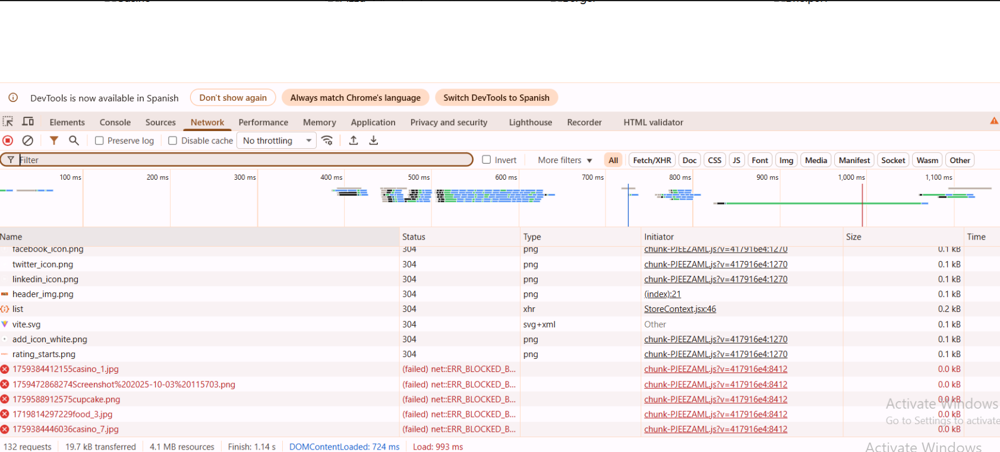 DevTools is now available in Spanish Don't show again Always match Chrome's language Switch DevTools to Spanish
Elements Console Sources Network Performance Memory Application Privacy and security Lighthouse Recorder HTML validator
Preserve log Disable cache No throttling
Filter Invert More filters All Fetch/XHR Doc CSS JS Font Img Media Manifest Socket Wasm Other
100 ms 200 ms 300 ms 400 ms 500 ms 600 ms 700 ms 800 ms 900 ms 1,000 ms 1,100 ms
Name Status Type Initiator Size Time
facebook_icon.png 304 png chunk-PJEEZAML.js?v=417916e4:1270 0.1 kB
twitter_icon.png 304 png chunk-PJEEZAML.js?v=417916e4:1270 0.1 kB
linkedin_icon.png 304 png chunk-PJEEZAML.js?v=417916e4:1270 0.1 kB
header_img.png 304 png (index):21 0.1 kB
list 304 xhr StoreContext.jsx:46 0.2 kB
vite.svg 304 svg+xml Other 0.1 kB
add_icon_white.png 304 png chunk-PJEEZAML.js?v=417916e4:1270 0.1 kB
rating_starts.png 304 png chunk-PJEEZAML.js?v=417916e4:1270 0.1 kB
1759384412155casino_1.jpg (failed) net::ERR_BLOCKED_B... chunk-PJEEZAML.js?v=417916e4:8412 0.0 kB
1759472868274Screenshot%202025-10-03%20115703.png (failed) net::ERR_BLOCKED_B... chunk-PJEEZAML.js?v=417916e4:8412 0.0 kB
1759588912575cupcake.png (failed) net::ERR_BLOCKED_B... chunk-PJEEZAML.js?v=417916e4:8412 0.0 kB
1719814297229food_3.jpg (failed) net::ERR_BLOCKED_B... chunk-PJEEZAML.js?v=417916e4:8412 0.0 kB
1759384446036casino_7.jpg (failed) net::ERR_BLOCKED_B... chunk-PJEEZAML.js?v=417916e4:8412 0.0 kB
Activate Windows
Go to Settings to activate
132 requests 19.7 kB transferred 4.1 MB resources Finish: 1.14 s DOMContentLoaded: 724 ms Load: 993 ms
Activate Windows